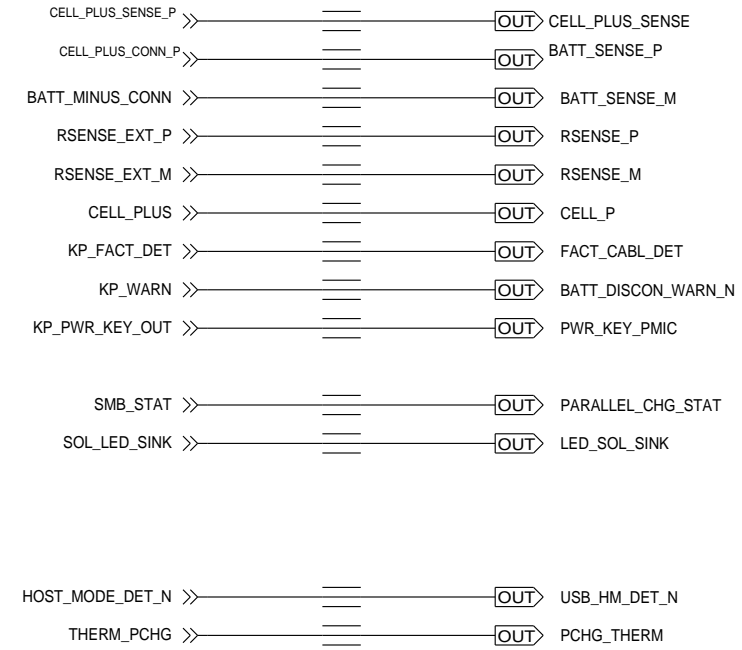 CELL_PLUS_SENSE_P OUT CELL_PLUS_SENSE
CELL_PLUS_CONN_P OUT BATT_SENSE_P
BATT_MINUS_CONN OUT BATT_SENSE_M
RSENSE_EXT_P OUT RSENSE_P
RSENSE_EXT_M OUT RSENSE_M
CELL_PLUS OUT CELL_P
KP_FACT_DET OUT FACT_CABL_DET
KP_WARN OUT BATT_DISCON_WARN_N
KP_PWR_KEY_OUT OUT PWR_KEY_PMIC
SMB_STAT OUT PARALLEL_CHG_STAT
SOL_LED_SINK OUT LED_SOL_SINK
HOST_MODE_DET_N OUT USB_HM_DET_N
THERM_PCHG OUT PCHG_THERM